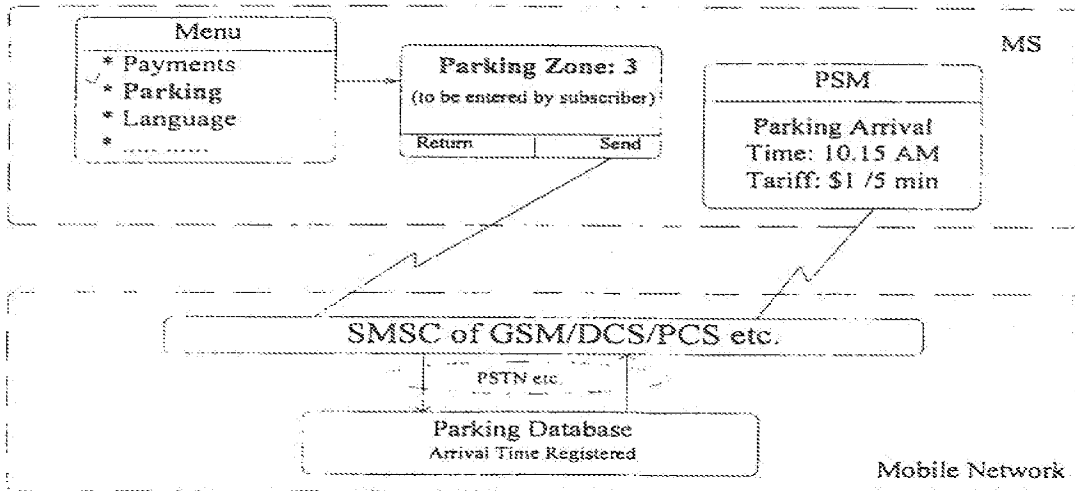 Menu
* Payments
* Parking
* Language
* ..... ........
Parking Zone: 3
(to be entered by subscriber)
Return
Send
MS
PSM
Parking Arrival
Time: 10.15 AM
Tariff: $1 /5 min
SMSC of GSM/DCS/PCS etc.
PSTN etc.
Parking Database
Arrival Time Registered
Mobile Network